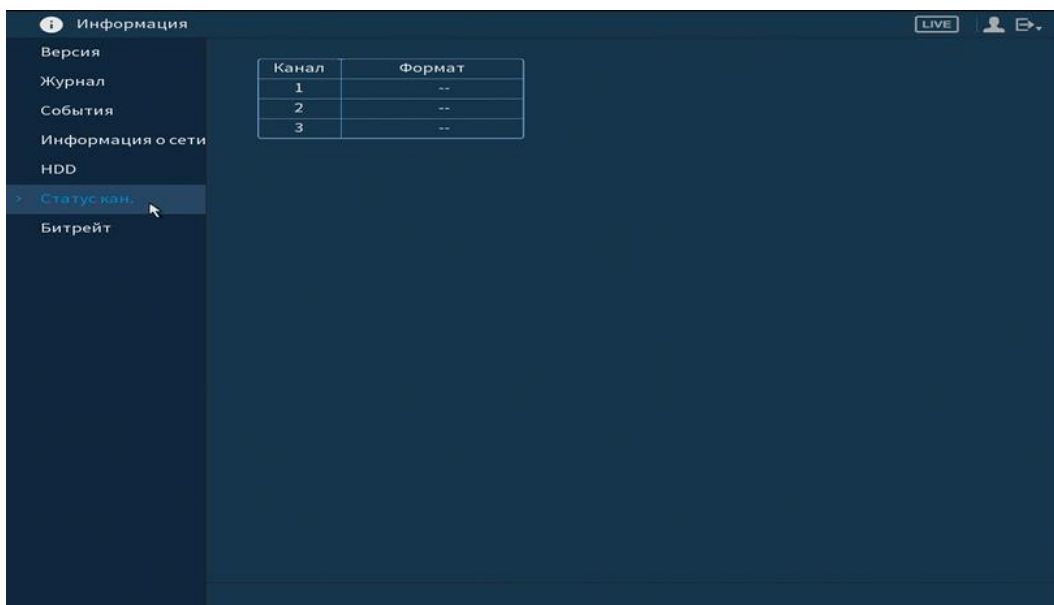 Информация
LIVE
Версия
Журнал
События
Информация о сети
HDD
Статус кан.
Битрейт
Канал Формат
1 --
2 --
3 --